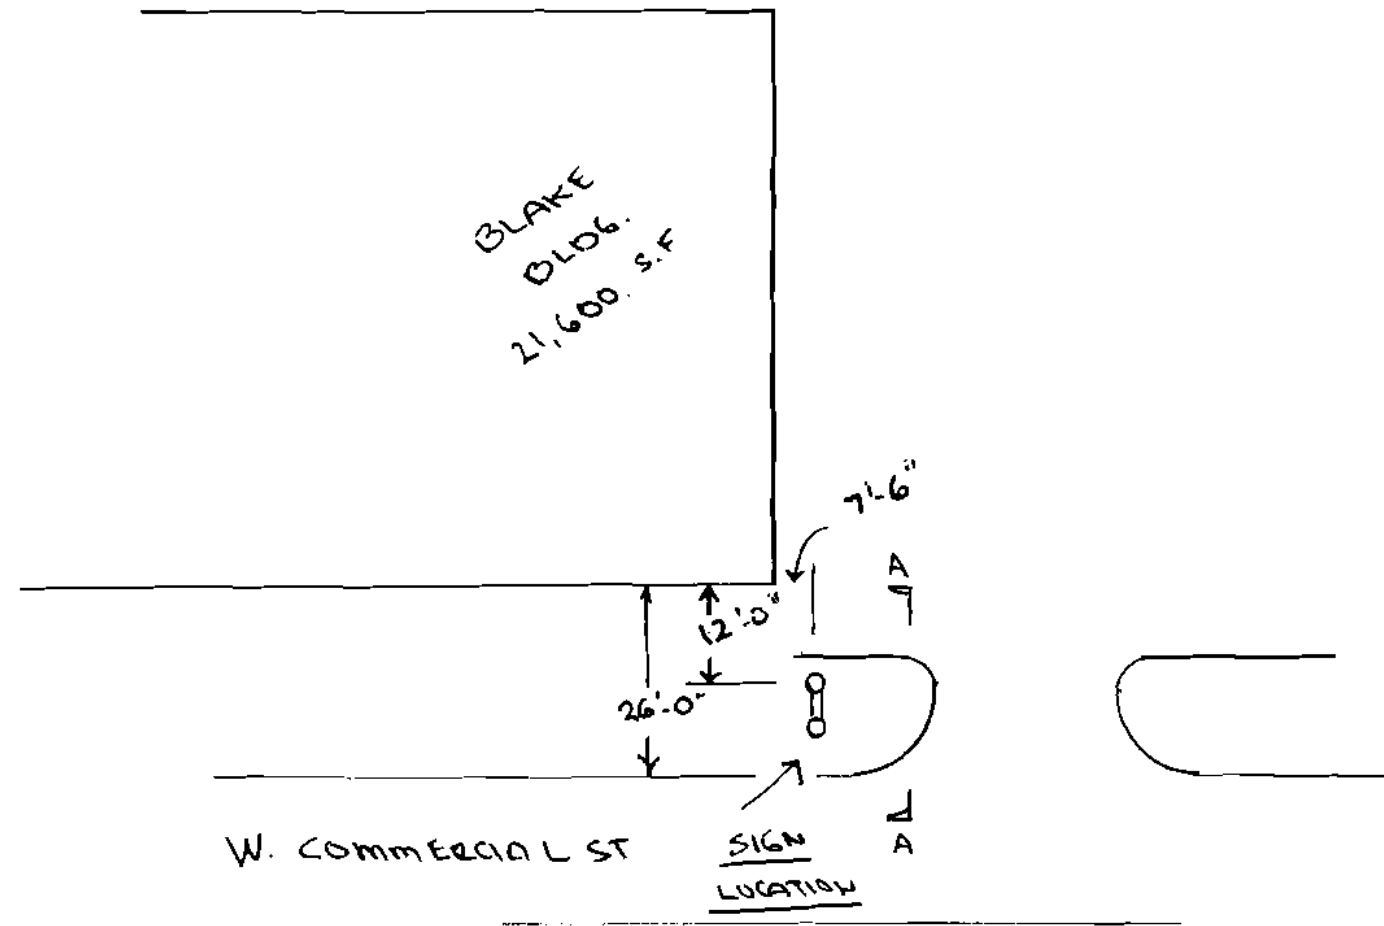 BLAKE
BLDG.
21,600. S.F
7'-6"
A
12'-0"
26'-0"
W. COMMERCIAL ST
SIGN
LOCATION
A